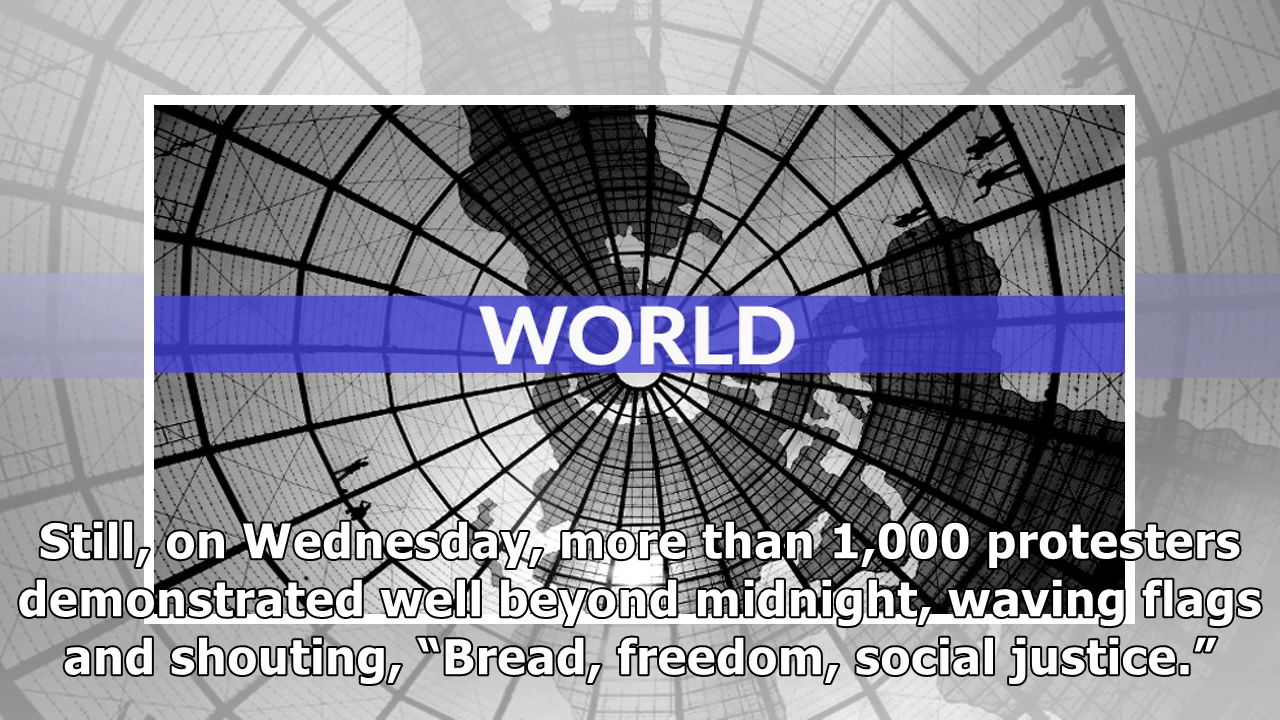 WORLD
Still, on Wednesday, more than 1,000 protesters
demonstrated well beyond midnight, waving flags
and shouting, “Bread, freedom, social justice.”